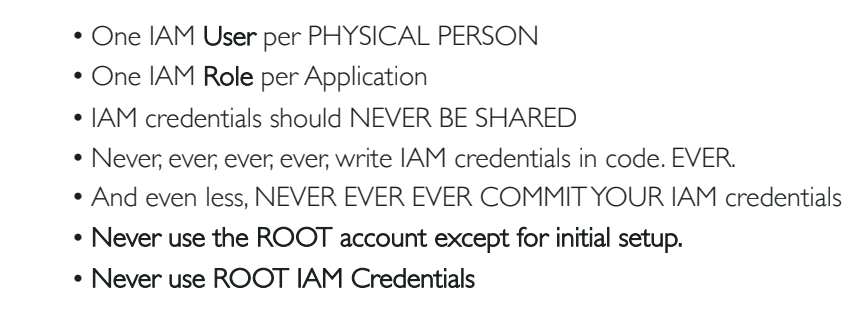 • One IAM User per PHYSICAL PERSON
• One IAM Role per Application
• IAM credentials should NEVER BE SHARED
• Never, ever, ever, ever, write IAM credentials in code. EVER.
• And even less, NEVER EVER EVER COMMIT YOUR IAM credentials
• Never use the ROOT account except for initial setup.
• Never use ROOT IAM Credentials